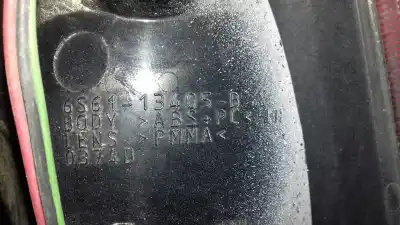 6S61-13405-B
BODY >ABS+PC<
LENS >PMMA<
0374D